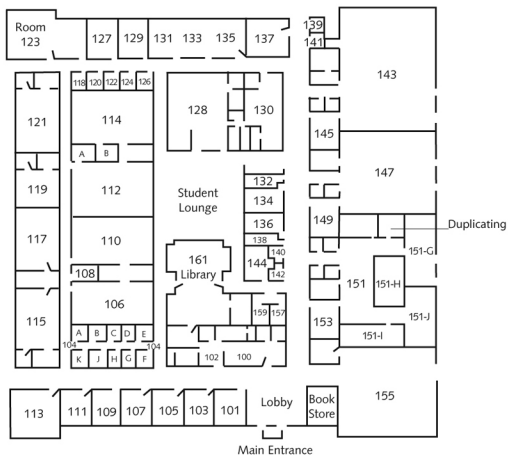 Room
123
127
129
131
133
135
137
139
141
143
118
120
122
124
126
121
114
128
130
A
B
145
119
112
132
147
Student
Lounge
134
117
110
136
149
Duplicating
138
151-G
161
Library
140
144
142
108
151
151-H
115
106
159
157
153
151-J
A
B
C
D
E
151-I
104
104
K
H
G
F
102
100
113
111
109
107
105
103
101
Lobby
Book
Store
155
Main Entrance